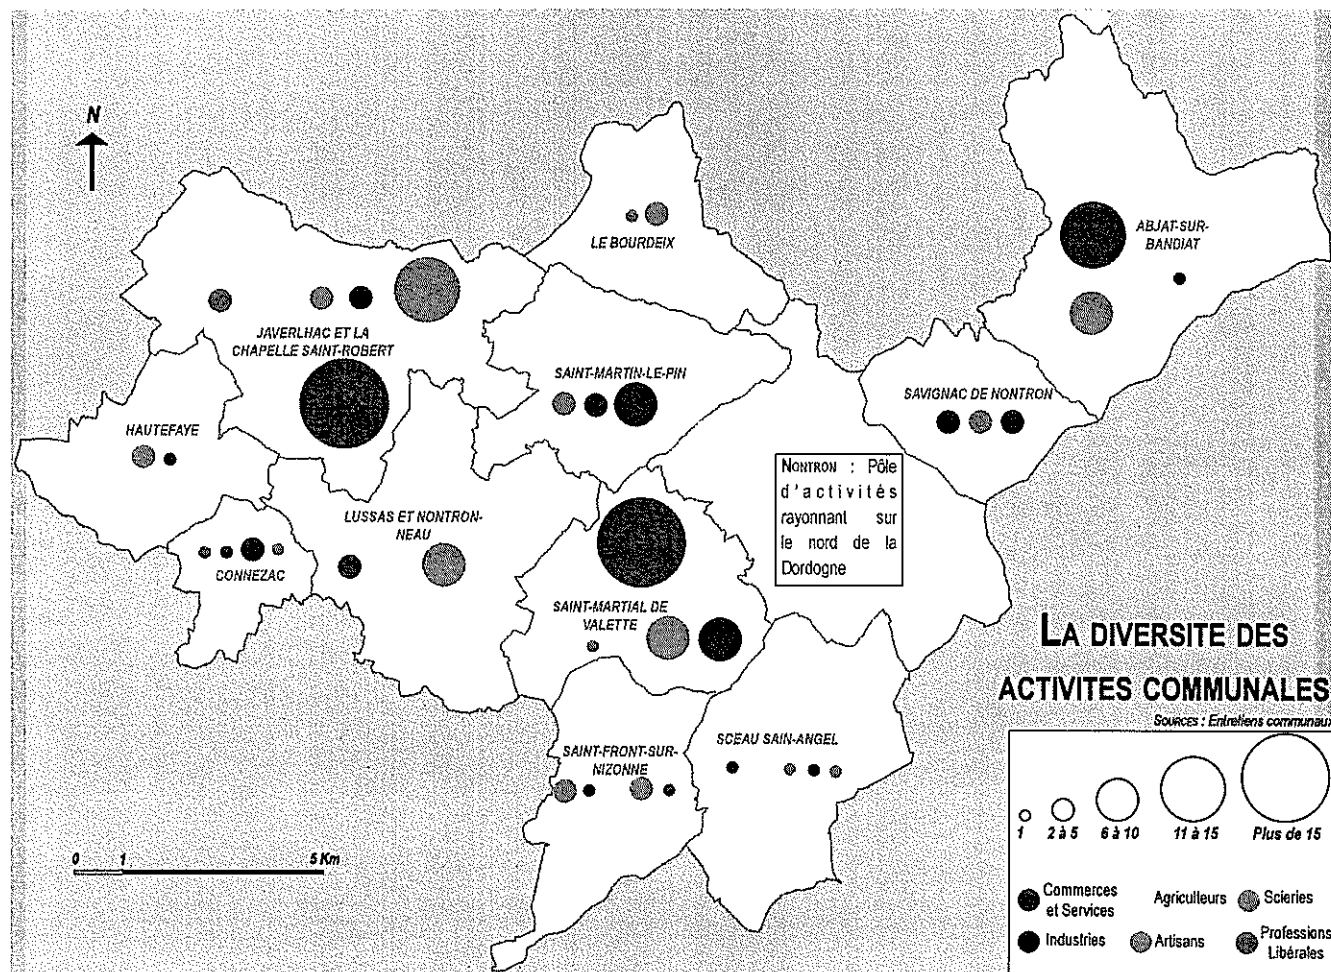 N
LE BOURDEIX
ABJAT-SUR-
BANDIAT
JAVERLHAC ET LA
CHAPELLE SAINT-ROBERT
SAINT-MARTIN-LE-PIN
SAVIGNAC DE NONTRON
HAUTEFAYE
NONTRON : Pôle
d'activités
rayonnant sur
le nord de la
Dordogne
LUSSAS ET NONTRON-
NEAU
CONNEZAC
SAINT-MARTIAL DE
VALETTE
SAINT-FRONT-SUR-
NIZONNE
SCEAU SAIN-ANGEL
0 1 5 Km
LA DIVERSITE DES
ACTIVITES COMMUNALES
Sources : Entretiens communaux
1 2 à 5 6 à 10 11 à 15 Plus de 15
Commerces
et Services
Agriculteurs
Scieries
Industries
Artisans
Professions
Libérales